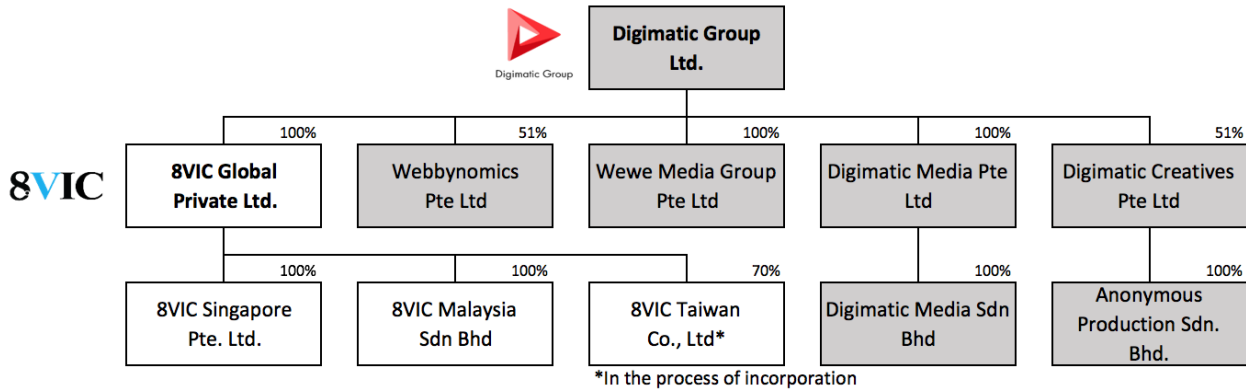 Digimatic Group
Ltd.
Digimatic Group
100%
51%
100%
100%
51%
8VIC
8VIC Global
Private Ltd.
Webbynomics
Pte Ltd
Wewe Media Group
Pte Ltd
Digimatic Media Pte
Ltd
Digimatic Creatives
Pte Ltd
100%
100%
70%
100%
100%
8VIC Singapore
Pte. Ltd.
8VIC Malaysia
Sdn Bhd
8VIC Taiwan
Co., Ltd*
Digimatic Media Sdn
Bhd
Anonymous
Production Sdn.
Bhd.
*In the process of incorporation